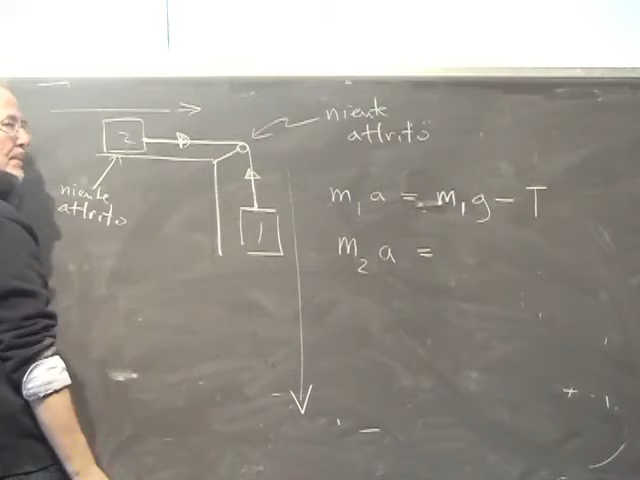 niente
attrito
2
niente
attrito
1
m₁a = m₁g - T
m₂a =